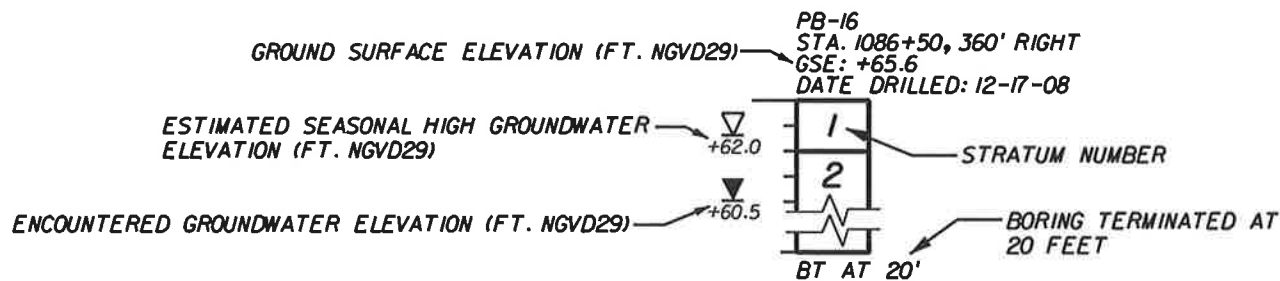 PB-16
STA. 1086+50, 360' RIGHT
GROUND SURFACE ELEVATION (FT. NGVD29)
GSE: +65.6
DATE DRILLED: 12-17-08
ESTIMATED SEASONAL HIGH GROUNDWATER
ELEVATION (FT. NGVD29)
+62.0
1
STRATUM NUMBER
2
ENCOUNTERED GROUNDWATER ELEVATION (FT. NGVD29)
+60.5
BORING TERMINATED AT
20 FEET
BT AT 20'